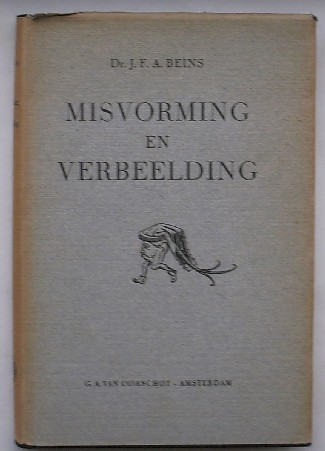 Dr. J. F. A. BEINS
MISVORMING
EN
VERBEELDING
G. A. VAN OORSCHOT - AMSTERDAM